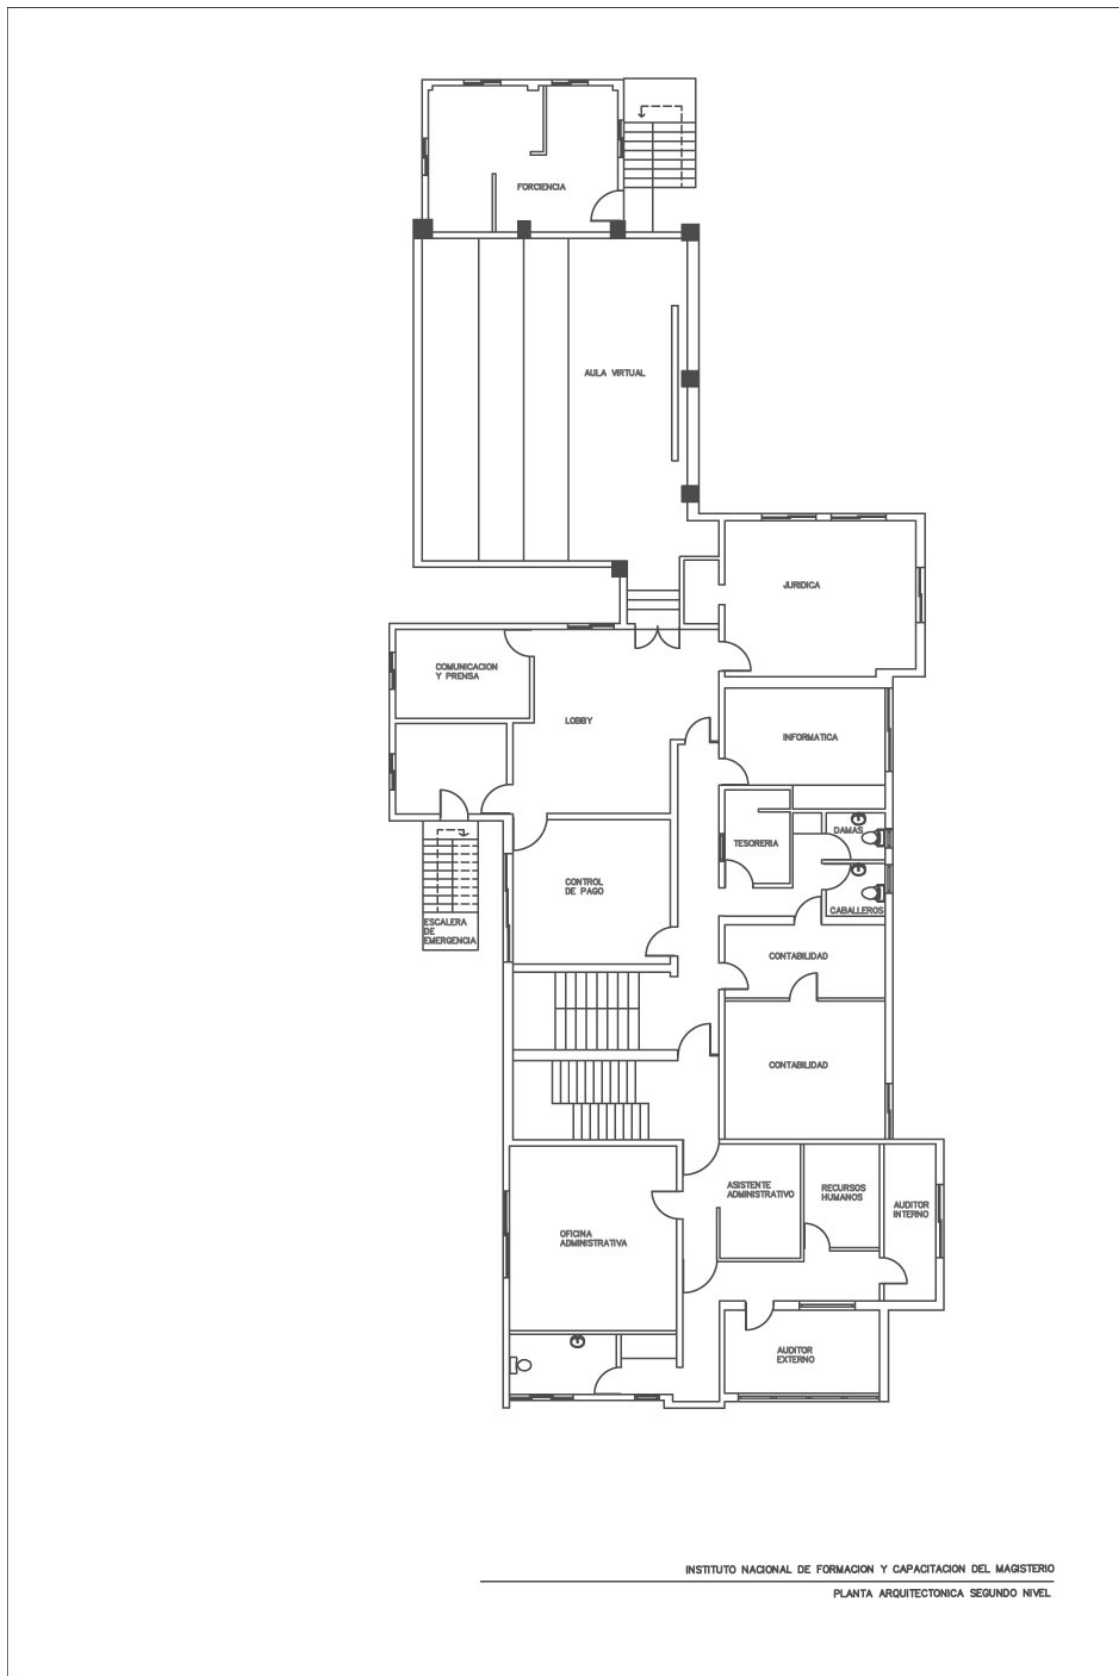 FORCIENCIA
AULA VIRTUAL
JURIDICA
COMUNICACION
Y PRENSA
LOBBY
INFORMATICA
TESORERIA
DAMAS
CONTROL
DE PAGO
CABALLEROS
ESCALERA
DE
EMERGENCIA
CONTABILIDAD
CONTABILIDAD
ASISTENTE
ADMINISTRATIVO
RECURSOS
HUMANOS
AUDITOR
INTERNO
OFICINA
ADMINISTRATIVA
AUDITOR
EXTERNO
INSTITUTO NACIONAL DE FORMACION Y CAPACITACION DEL MAGISTERIO
PLANTA ARQUITECTONICA SEGUNDO NIVEL